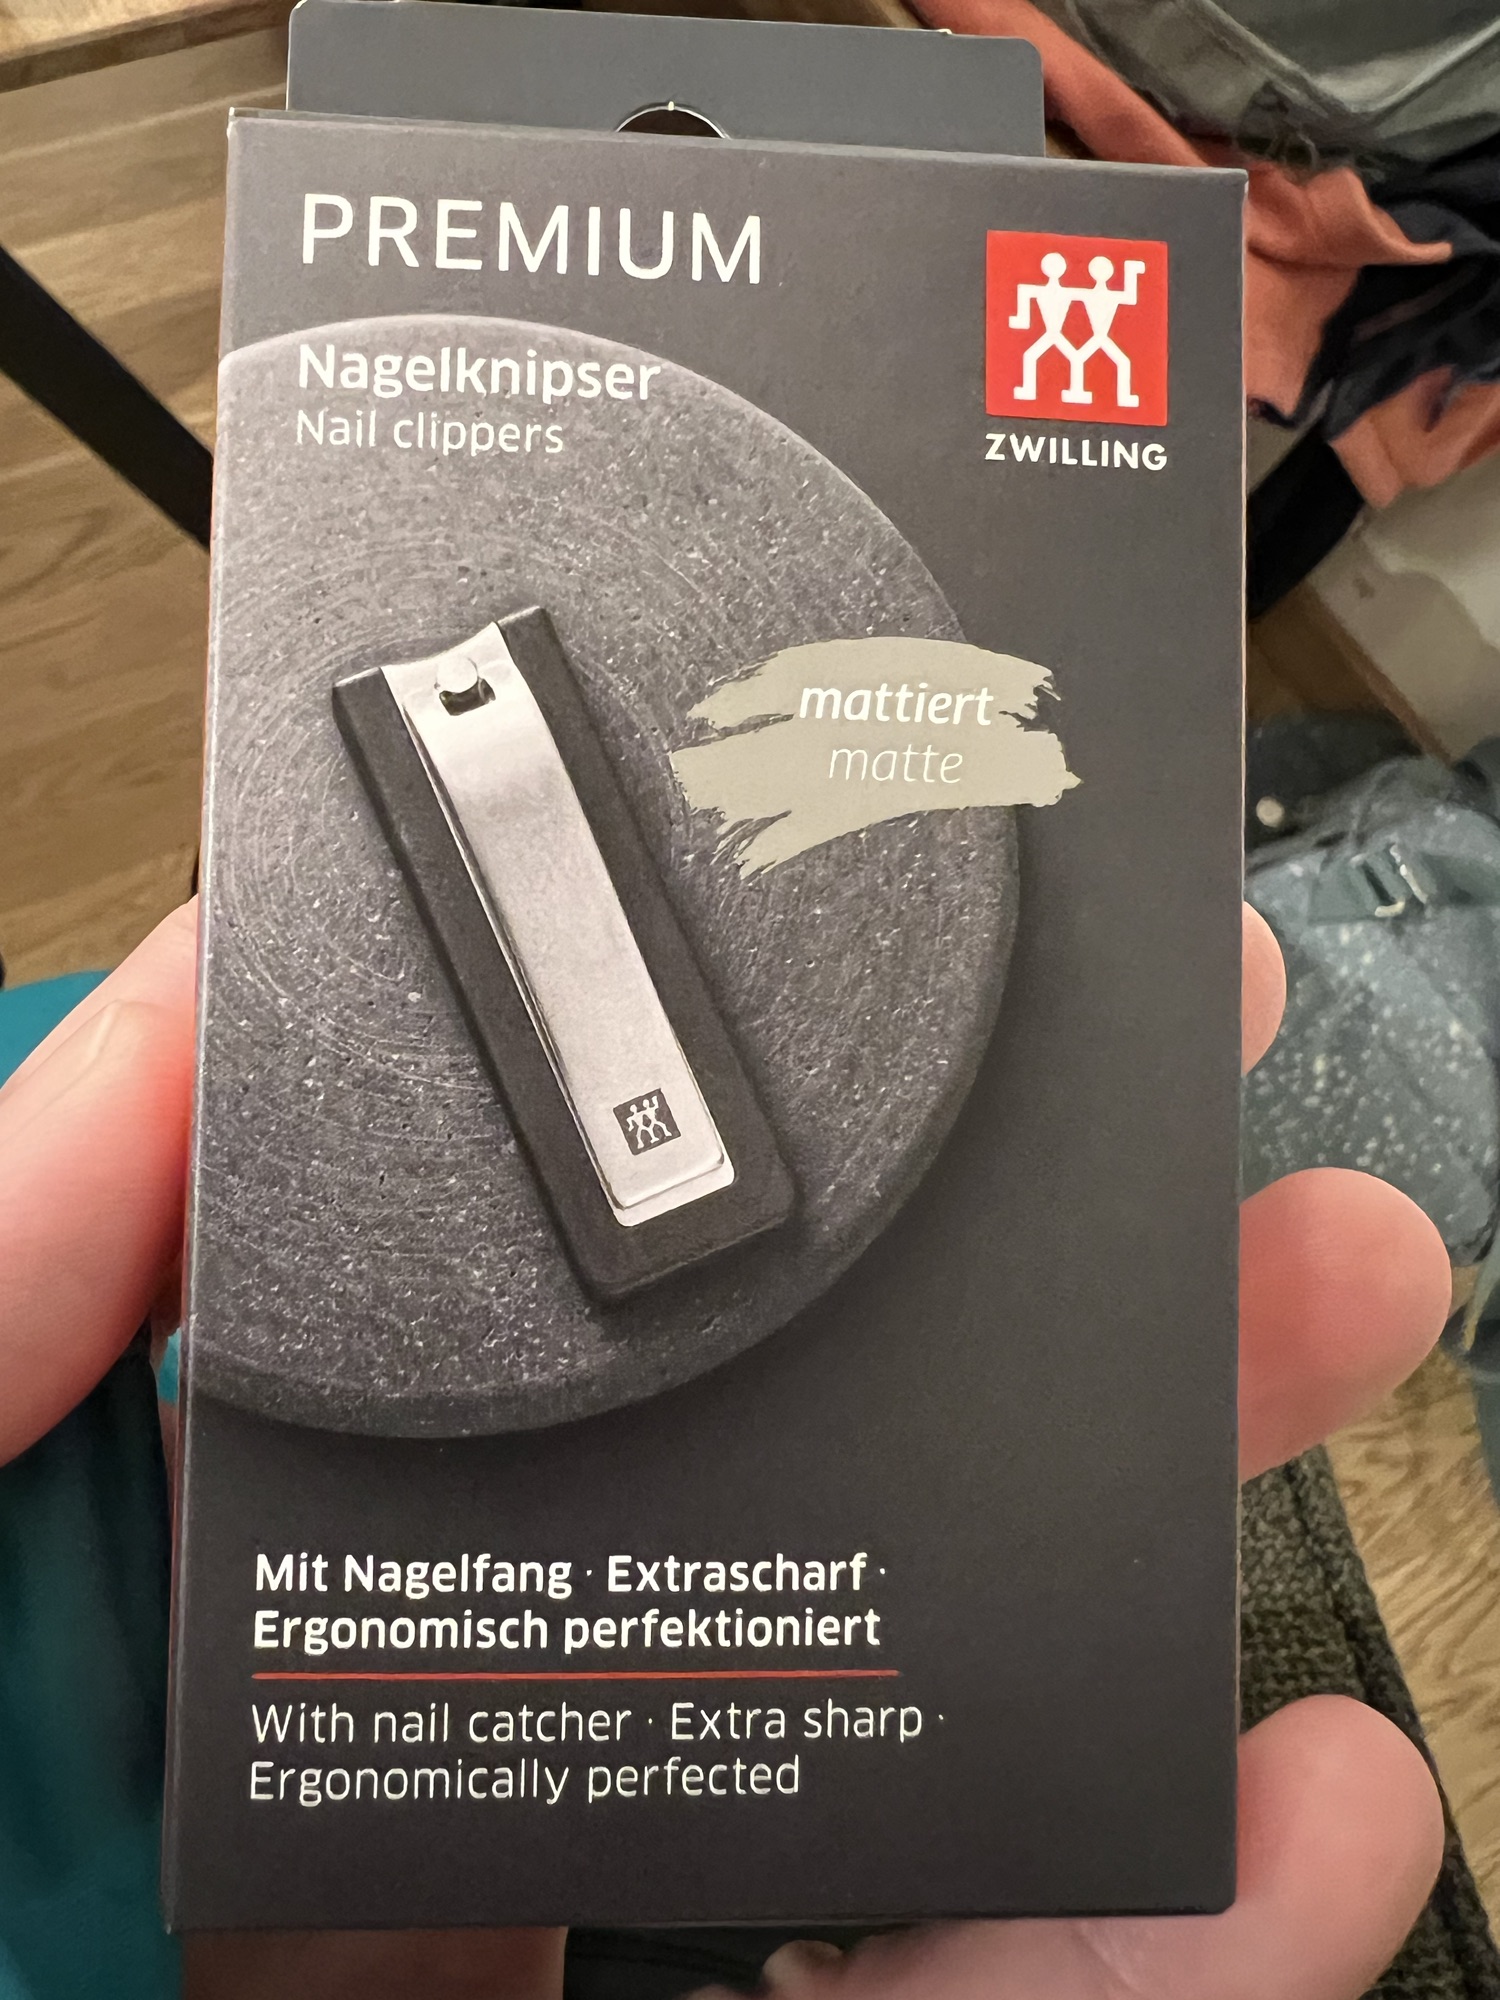 PREMIUM
Nagelknipser
Nail clippers
ZWILLING
mattiert
matte
Mit Nagelfang · Extrascharf ·
Ergonomisch perfektioniert
With nail catcher · Extra sharp ·
Ergonomically perfected